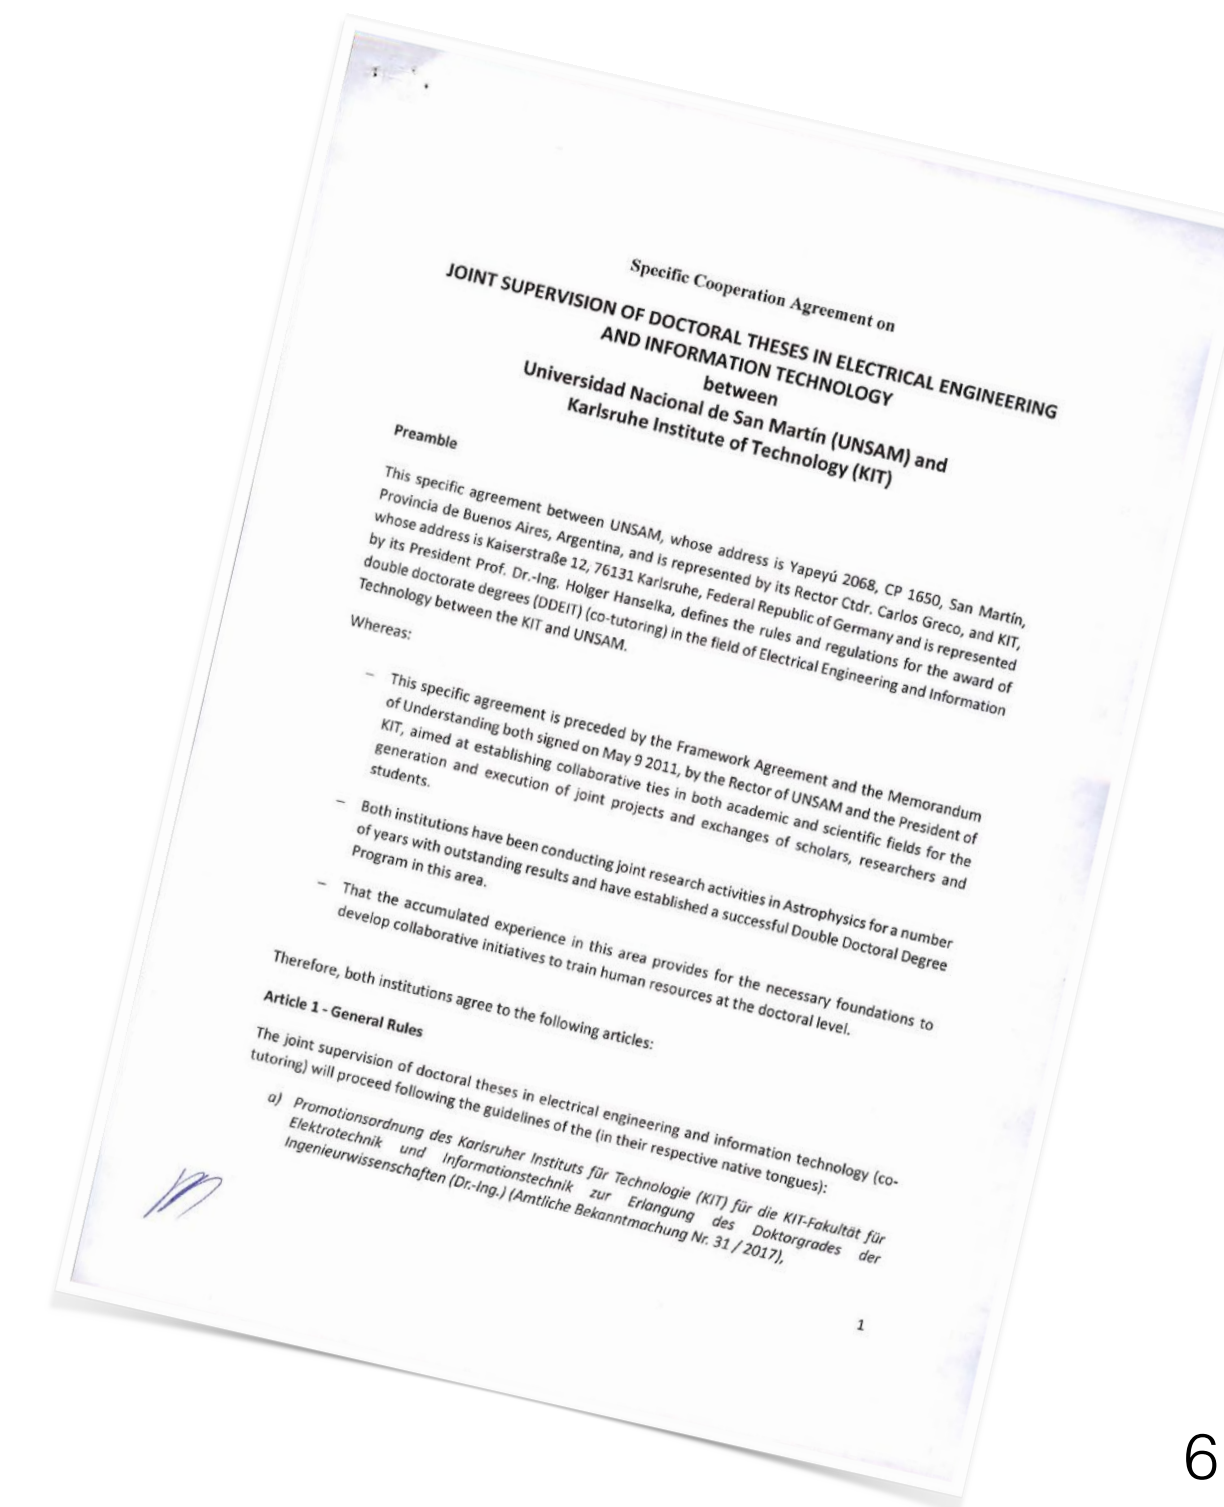 Specific Cooperation Agreement on
JOINT SUPERVISION OF DOCTORAL THESES IN ELECTRICAL ENGINEERING
AND INFORMATION TECHNOLOGY
between
Universidad Nacional de San Martín (UNSAM) and
Karlsruhe Institute of Technology (KIT)
Preamble
This specific agreement between UNSAM, whose address is Yapeyú 2068, CP 1650, San Martín,
Provincia de Buenos Aires, Argentina, and is represented by its Rector Ctdr. Carlos Greco, and KIT,
whose address is Kaiserstraße 12, 76131 Karlsruhe, Federal Republic of Germany and is represented
by its President Prof. Dr.-Ing. Holger Hanselka, defines the rules and regulations for the award of
double doctorate degrees (DDEIT) (co-tutoring) in the field of Electrical Engineering and Information
Technology between the KIT and UNSAM.
Whereas:
– This specific agreement is preceded by the Framework Agreement and the Memorandum
of Understanding both signed on May 9 2011, by the Rector of UNSAM and the President of
KIT, aimed at establishing collaborative ties in both academic and scientific fields for the
generation and execution of joint projects and exchanges of scholars, researchers and
students.
– Both institutions have been conducting joint research activities in Astrophysics for a number
of years with outstanding results and have established a successful Double Doctoral Degree
Program in this area.
– That the accumulated experience in this area provides for the necessary foundations to
develop collaborative initiatives to train human resources at the doctoral level.
Therefore, both institutions agree to the following articles:
Article 1 - General Rules
The joint supervision of doctoral theses in electrical engineering and information technology (co-
tutoring) will proceed following the guidelines of the (in their respective native tongues):
a) Promotionsordnung des Karlsruher Instituts für Technologie (KIT) für die KIT-Fakultät für
Elektrotechnik und Informationstechnik zur Erlangung des Doktorgrades der
Ingenieurwissenschaften (Dr.-Ing.) (Amtliche Bekanntmachung Nr. 31 / 2017),
1
6